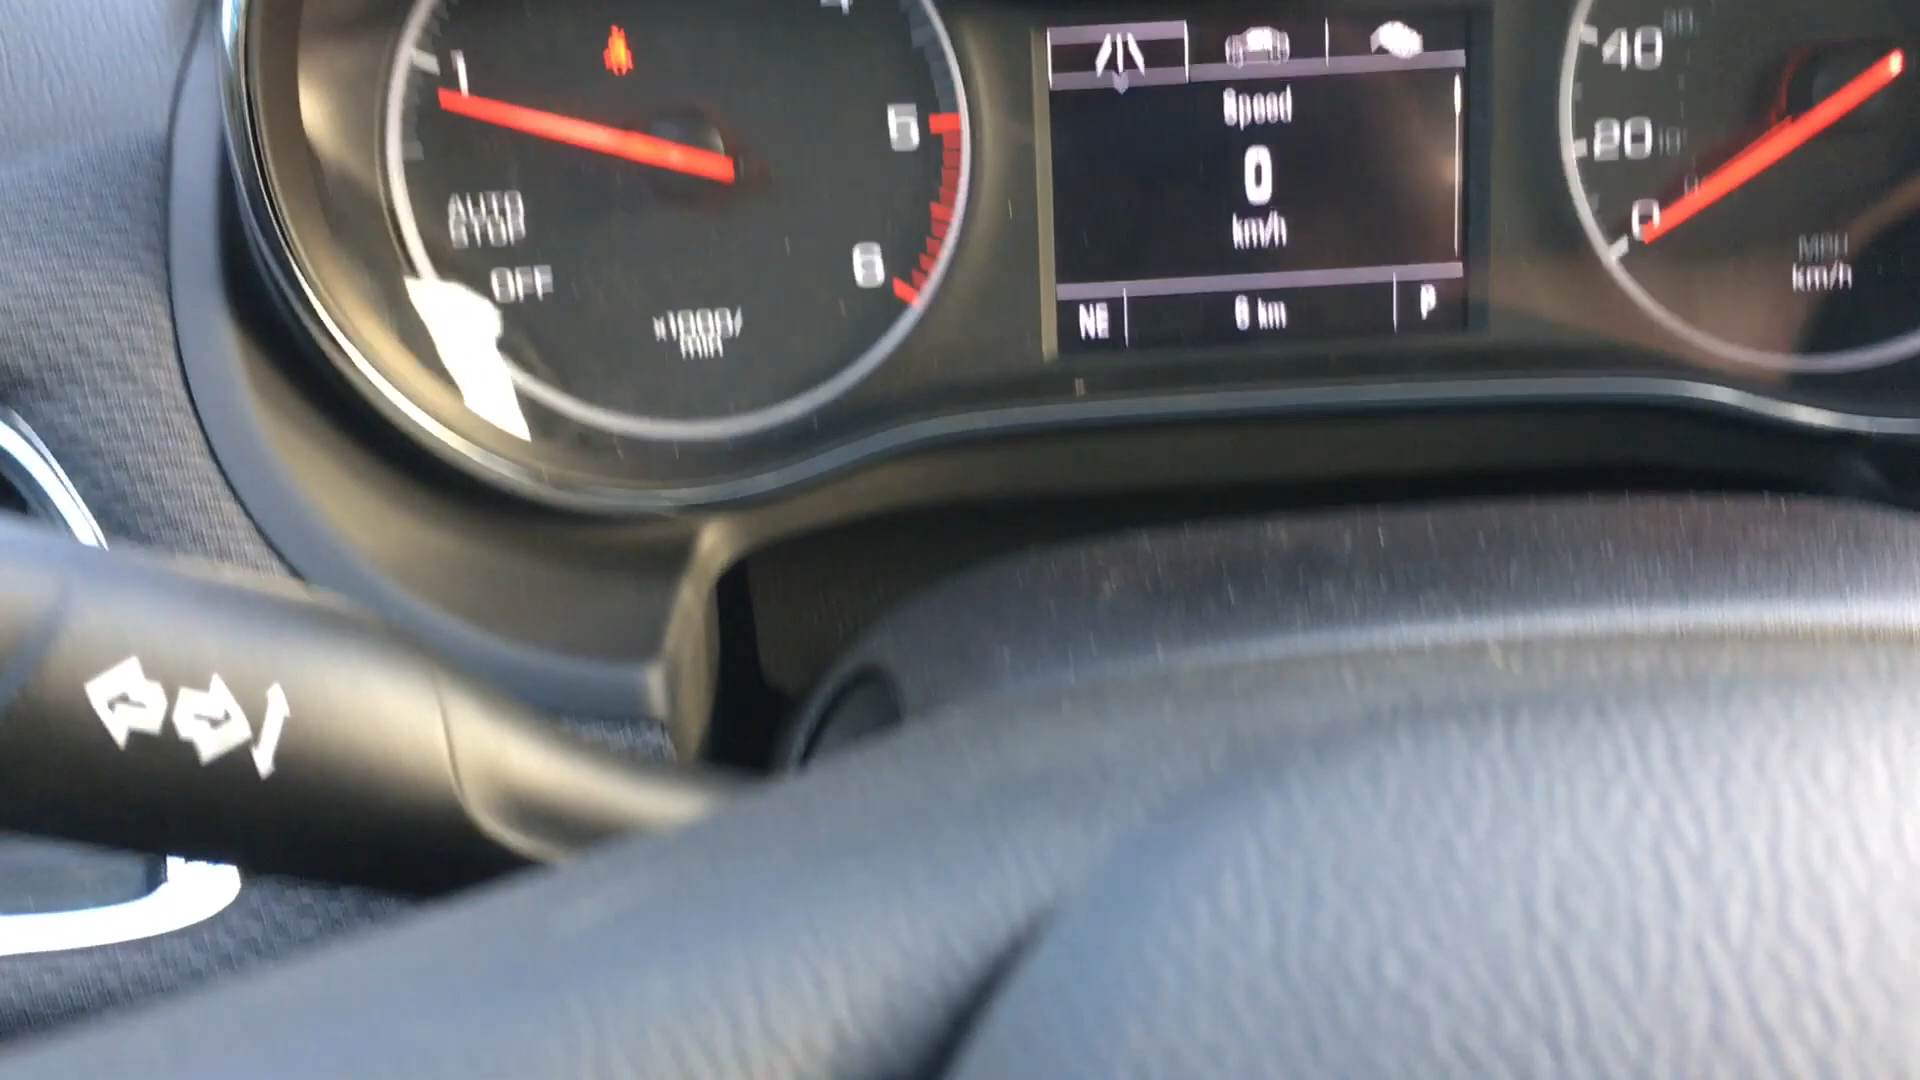 1
5
6
AUTO
STOP
OFF
x1000/
min
Speed
0
km/h
NE
6 km
P
40
20
0
MPH
km/h